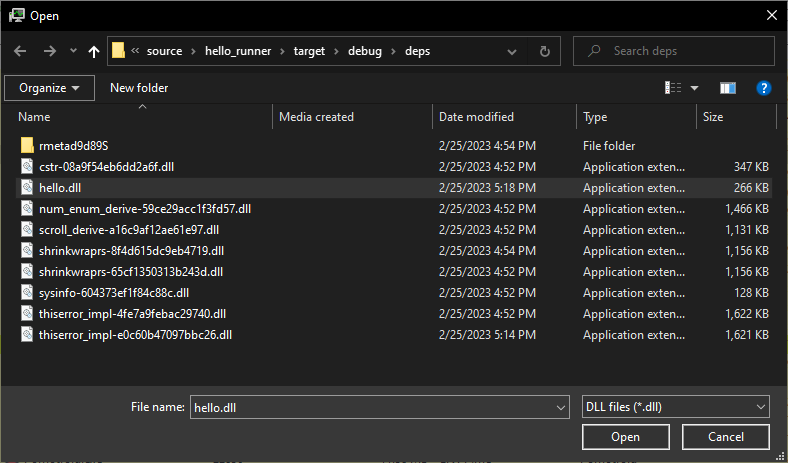 Open
« source › hello_runner › target › debug › deps
Search deps
Organize New folder
?
Name Media created Date modified Type Size
rmetad9d89S 2/25/2023 4:54 PM File folder
cstr-08a9f54eb6dd2a6f.dll 2/25/2023 4:52 PM Application exten... 347 KB
hello.dll 2/25/2023 5:18 PM Application exten... 266 KB
num_enum_derive-59ce29acc1f3fd57.dll 2/25/2023 4:52 PM Application exten... 1,466 KB
scroll_derive-a16c9af12ae61e97.dll 2/25/2023 4:52 PM Application exten... 1,131 KB
shrinkwraprs-8f4d615dc9eb4719.dll 2/25/2023 4:54 PM Application exten... 1,156 KB
shrinkwraprs-65cf1350313b243d.dll 2/25/2023 4:52 PM Application exten... 1,156 KB
sysinfo-604373ef1f84c88c.dll 2/25/2023 4:52 PM Application exten... 128 KB
thiserror_impl-4fe7a9febac29740.dll 2/25/2023 4:52 PM Application exten... 1,622 KB
thiserror_impl-e0c60b47097bbc26.dll 2/25/2023 5:14 PM Application exten... 1,621 KB
File name: hello.dll DLL files (*.dll)
Open Cancel